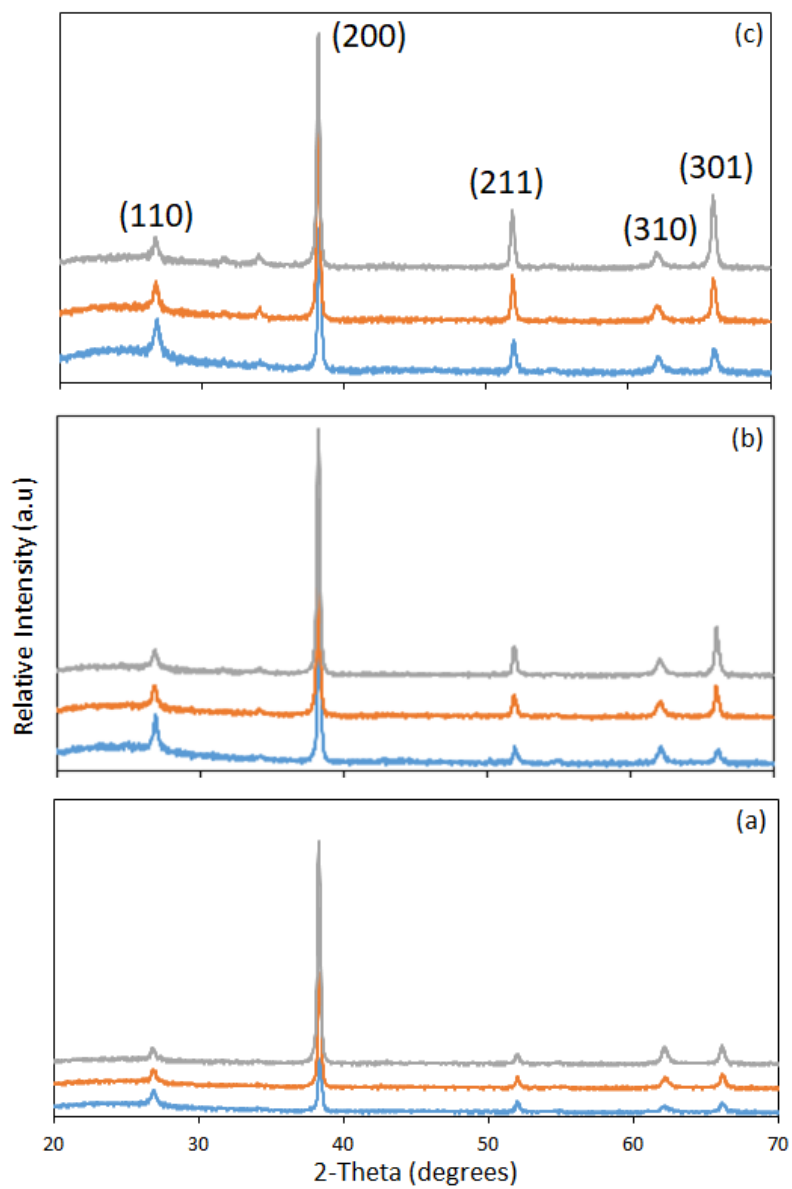 (c)
(200)
(301)
(211)
(110)
(310)
(b)
Relative Intensity (a.u)
(a)
20 30 40 50 60 70
2-Theta (degrees)